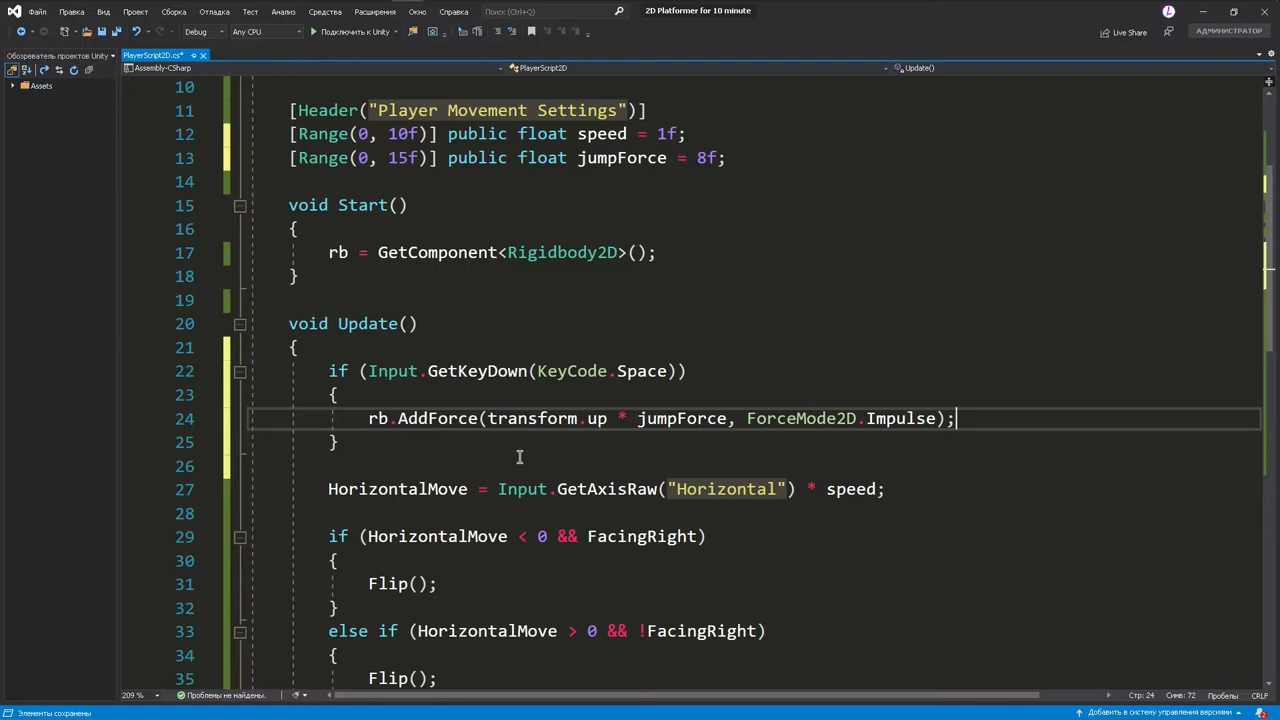 Файл Правка Вид Git Проект Отладка Тест Анализ Средства Расширения Окно Справка Поиск (Ctrl+Q) 2D Platformer for 10 minute L
Debug Any CPU Подключить к Unity Live Share АДМИНИСТРАТОР
Обозреватель проектов Unity PlayerScript2D.cs*
Assembly-CSharp PlayerScript2D Update()
Assets
10
11 [Header("Player Movement Settings")]
12 [Range(0, 10f)] public float speed = 1f;
13 [Range(0, 15f)] public float jumpForce = 8f;
14
15 void Start()
16 {
17 rb = GetComponent<Rigidbody2D>();
18 }
19
20 void Update()
21 {
22 if (Input.GetKeyDown(KeyCode.Space))
23 {
24 rb.AddForce(transform.up * jumpForce, ForceMode2D.Impulse);
25 }
26
27 HorizontalMove = Input.GetAxisRaw("Horizontal") * speed;
28
29 if (HorizontalMove < 0 && FacingRight)
30 {
31 Flip();
32 }
33 else if (HorizontalMove > 0 && !FacingRight)
34 {
35 Flip();
209 % Проблемы не найдены. Стр: 24 Симв: 72 Пробелы CRLF
Элементы сохранены Добавить в систему управления версиями 2